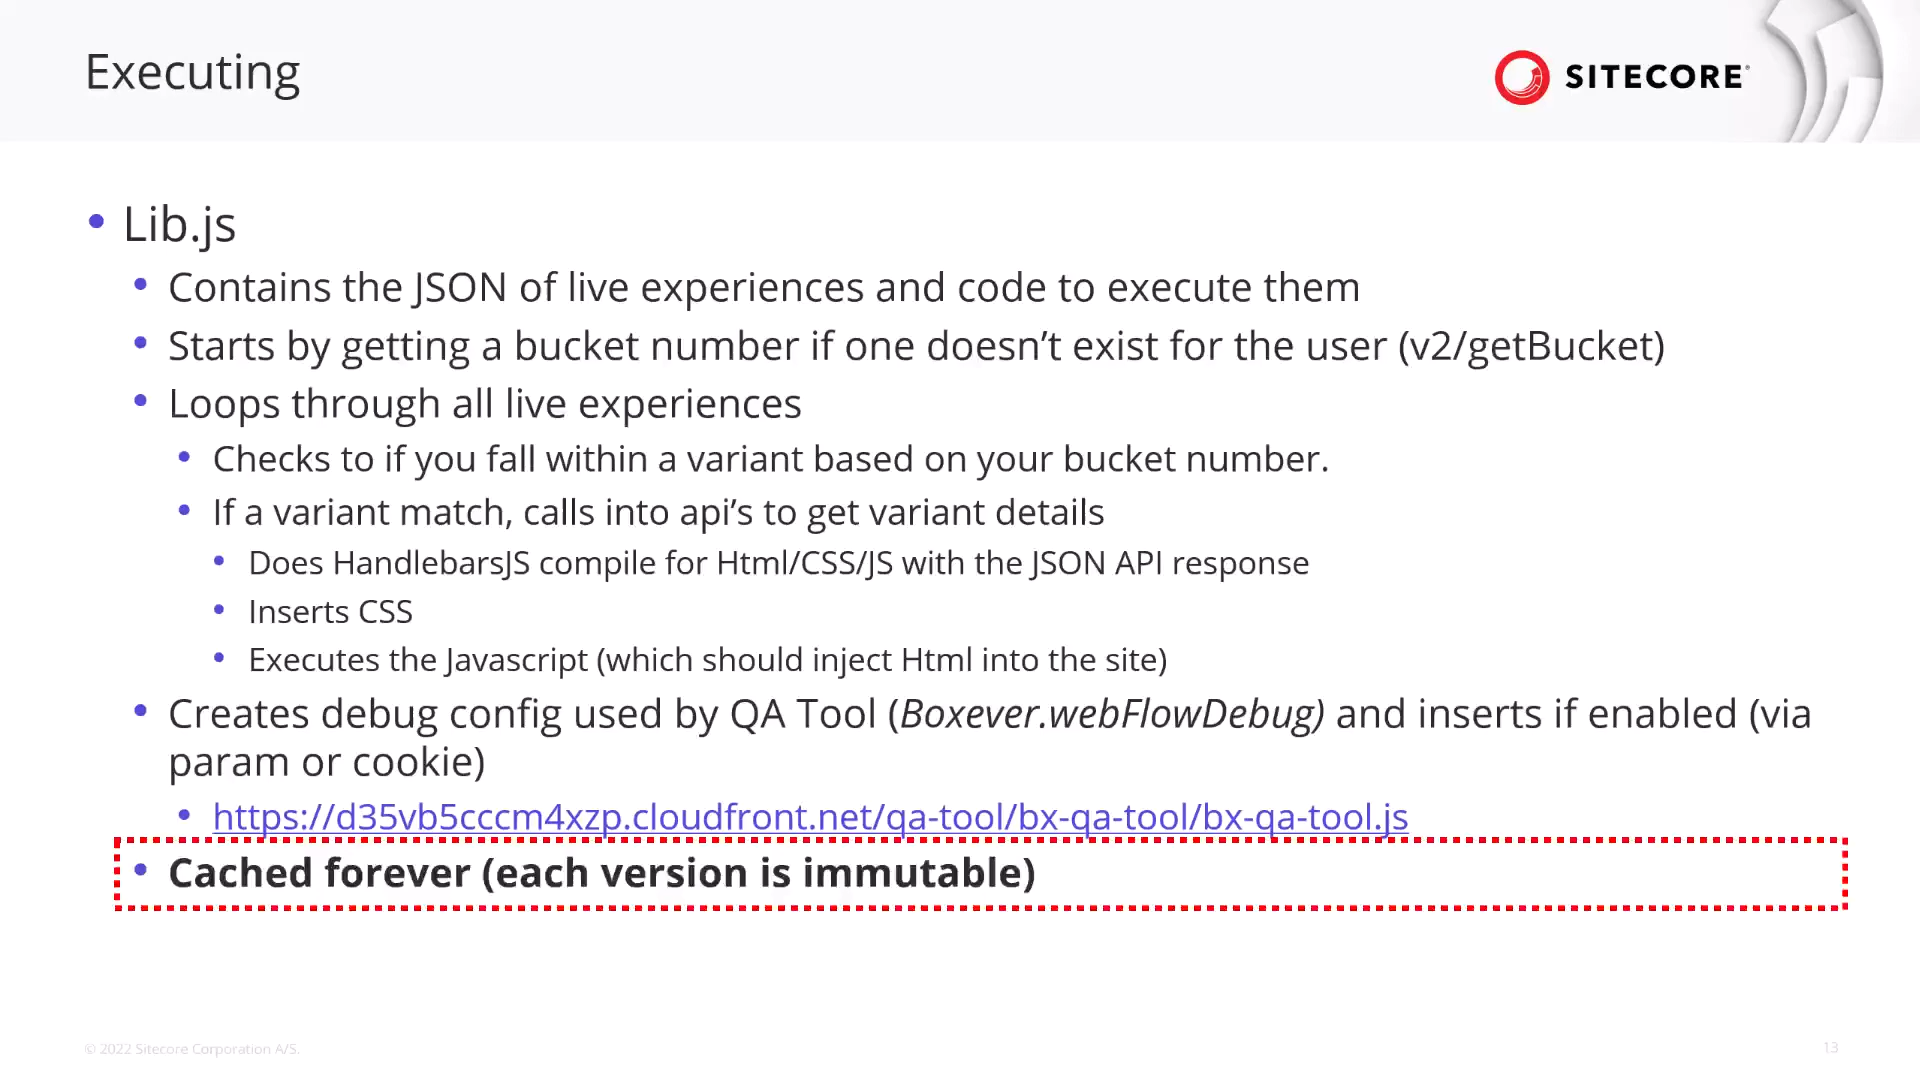 Executing
SITECORE
• Lib.js
• Contains the JSON of live experiences and code to execute them
• Starts by getting a bucket number if one doesn’t exist for the user (v2/getBucket)
• Loops through all live experiences
• Checks to if you fall within a variant based on your bucket number.
• If a variant match, calls into api’s to get variant details
• Does HandlebarsJS compile for Html/CSS/JS with the JSON API response
• Inserts CSS
• Executes the Javascript (which should inject Html into the site)
• Creates debug config used by QA Tool (Boxever.webFlowDebug) and inserts if enabled (via
param or cookie)
• https://d35vb5cccm4xzp.cloudfront.net/qa-tool/bx-qa-tool/bx-qa-tool.js
• Cached forever (each version is immutable)
© 2022 Sitecore Corporation A/S.
13